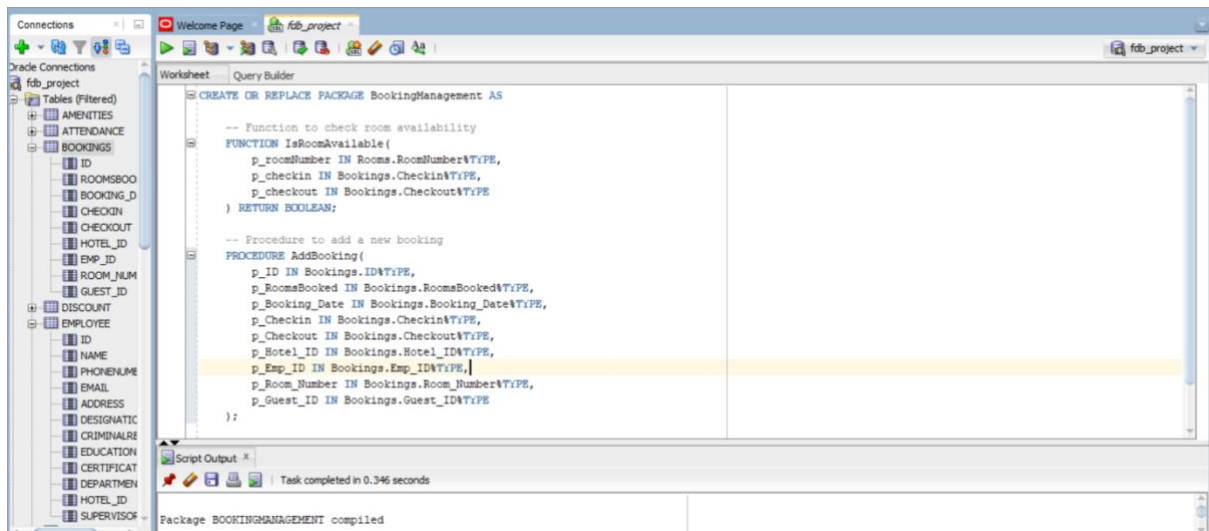 Connections
Welcome Page
fdb_project
fdb_project
Oracle Connections
fdb_project
Tables (Filtered)
AMENITIES
ATTENDANCE
BOOKINGS
ID
ROOMSBOO
BOOKING_D
CHECKIN
CHECKOUT
HOTEL_ID
EMP_ID
ROOM_NUM
GUEST_ID
DISCOUNT
EMPLOYEE
ID
NAME
PHONENUME
EMAIL
ADDRESS
DESIGNATIC
CRIMINALRE
EDUCATION
CERTIFICAT
DEPARTMEN
HOTEL_ID
SUPERVISOF
Worksheet
Query Builder
CREATE OR REPLACE PACKAGE BookingManagement AS
-- Function to check room availability
FUNCTION IsRoomAvailable(
p_roomNumber IN Rooms.RoomNumber%TYPE,
p_checkin IN Bookings.Checkin%TYPE,
p_checkout IN Bookings.Checkout%TYPE
) RETURN BOOLEAN;
-- Procedure to add a new booking
PROCEDURE AddBooking(
p_ID IN Bookings.ID%TYPE,
p_RoomsBooked IN Bookings.RoomsBooked%TYPE,
p_Booking_Date IN Bookings.Booking_Date%TYPE,
p_Checkin IN Bookings.Checkin%TYPE,
p_Checkout IN Bookings.Checkout%TYPE,
p_Hotel_ID IN Bookings.Hotel_ID%TYPE,
p_Emp_ID IN Bookings.Emp_ID%TYPE,
p_Room_Number IN Bookings.Room_Number%TYPE,
p_Guest_ID IN Bookings.Guest_ID%TYPE
);
Script Output
Task completed in 0.346 seconds
Package BOOKINGMANAGEMENT compiled